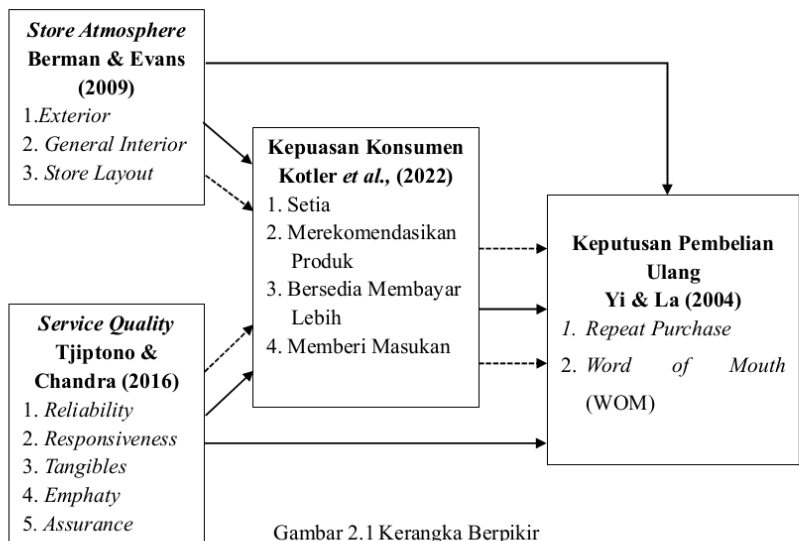 Store Atmosphere
Berman & Evans
(2009)
1.Exterior
2. General Interior
3. Store Layout
Kepuasan Konsumen
Kotler et al., (2022)
1. Setia
2. Merekomendasikan
Produk
3. Bersedia Membayar
Lebih
4. Memberi Masukan
Keputusan Pembelian
Ulang
Yi & La (2004)
1. Repeat Purchase
2. Word of Mouth
(WOM)
Service Quality
Tjiptono &
Chandra (2016)
1. Reliability
2. Responsiveness
3. Tangibles
4. Emphaty
5. Assurance
Gambar 2.1 Kerangka Berpikir